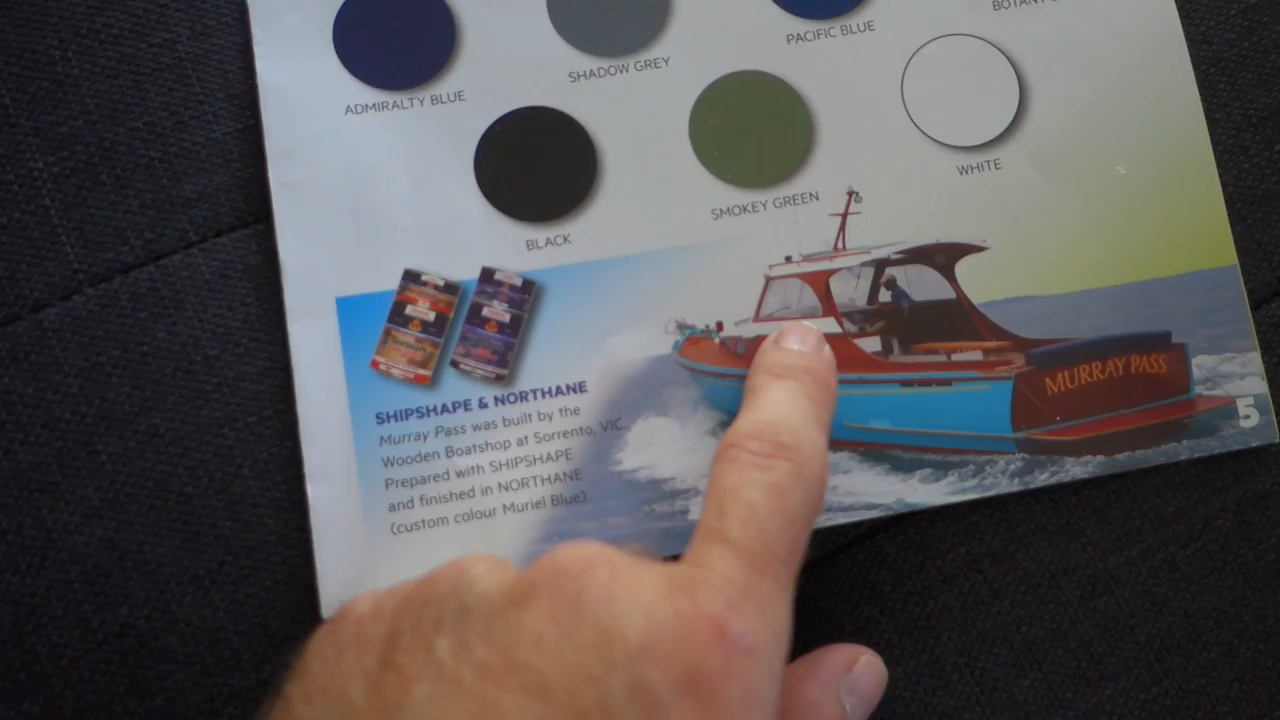 ADMIRALTY BLUE
SHADOW GREY
PACIFIC BLUE
BLACK
SMOKEY GREEN
WHITE
SHIPSHAPE & NORTHANE
Murray Pass was built by the
Wooden Boatshop at Sorrento, VIC
Prepared with SHIPSHAPE
and finished in NORTHANE
(custom colour Muriel Blue)
MURRAY PASS
5